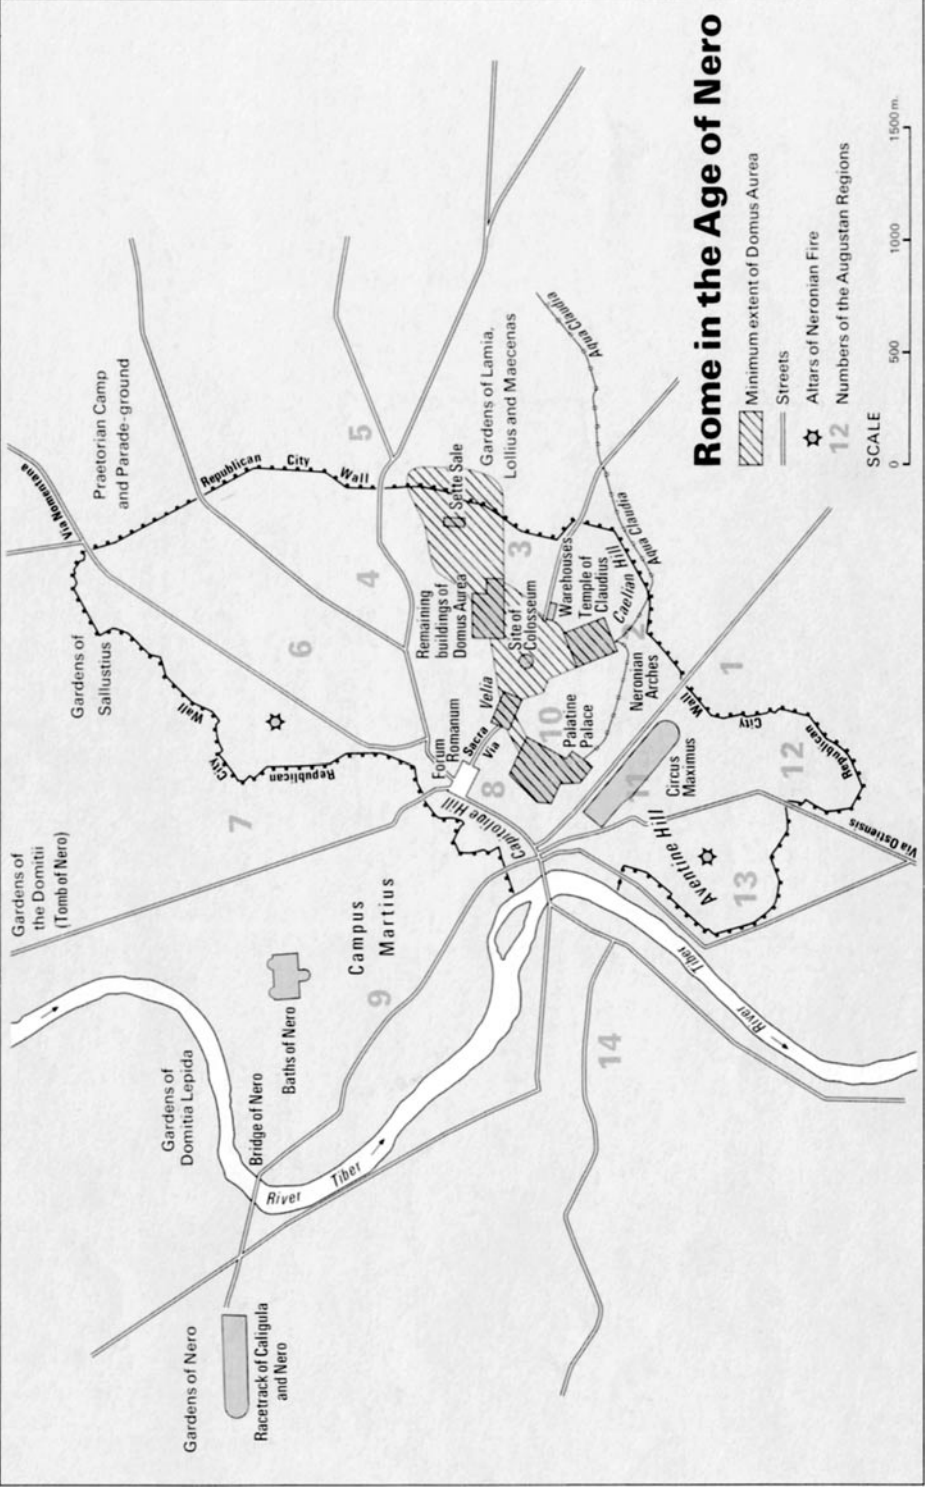 Rome in the Age of Nero
Minimum extent of Domus Aurea
Streets
Altars of Neronian Fire
12
Numbers of the Augustan Regions
SCALE
0
500
1000
1500 m.
Gardens of Nero
Racetrack of Caligula
and Nero
Gardens of
Domitia Lepida
Bridge of Nero
River Tiber
Baths of Nero
Gardens of
the Domitii
(Tomb of Nero)
Campus
Martius
9
7
14
Gardens of
Sallustius
City Wall
Republican
6
Via Nomentana
Praetorian Camp
and Parade-ground
Republican City Wall
4
5
Capitoline Hill
Forum
Romanum
Sacra
Via
Velia
8
10
Palatine
Palace
Remaining
buildings of
Domus Aurea
Site of
Colosseum
Sette Sale
Gardens of Lamia,
Lollius and Maecenas
3
Warehouses
Temple of
Claudius
Caelian Hill
2
Aqua Claudia
Aqua Claudia
Neronian
Arches
1
11
Circus
Maximus
Aventine Hill
13
12
Wall
City
Republican
Via Ostiensis
River Tiber